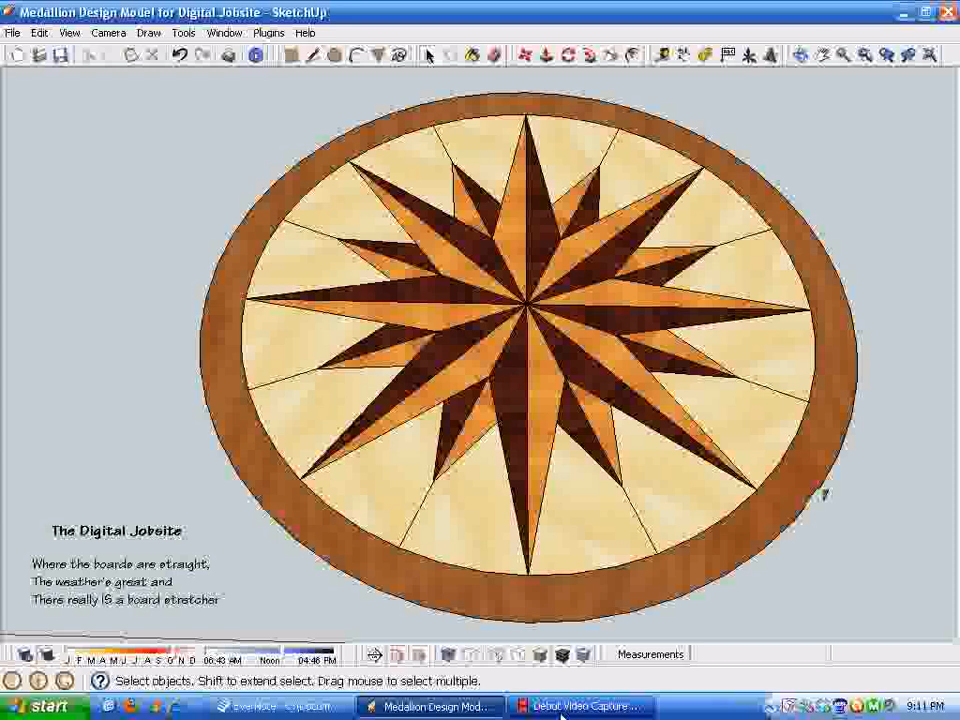 Medallion Design Model for Digital Jobsite - SketchUp
File Edit View Camera Draw Tools Window Plugins Help
The Digital Jobsite
Where the boards are straight,
The weather's great and
There really IS a board stretcher
J F M A M J J A S O N D 06:43 AM Noon 04:46 PM Measurements
Select objects. Shift to extend select. Drag mouse to select multiple.
start Medallion Design Mod... Debut Video Capture ... 9:11 PM